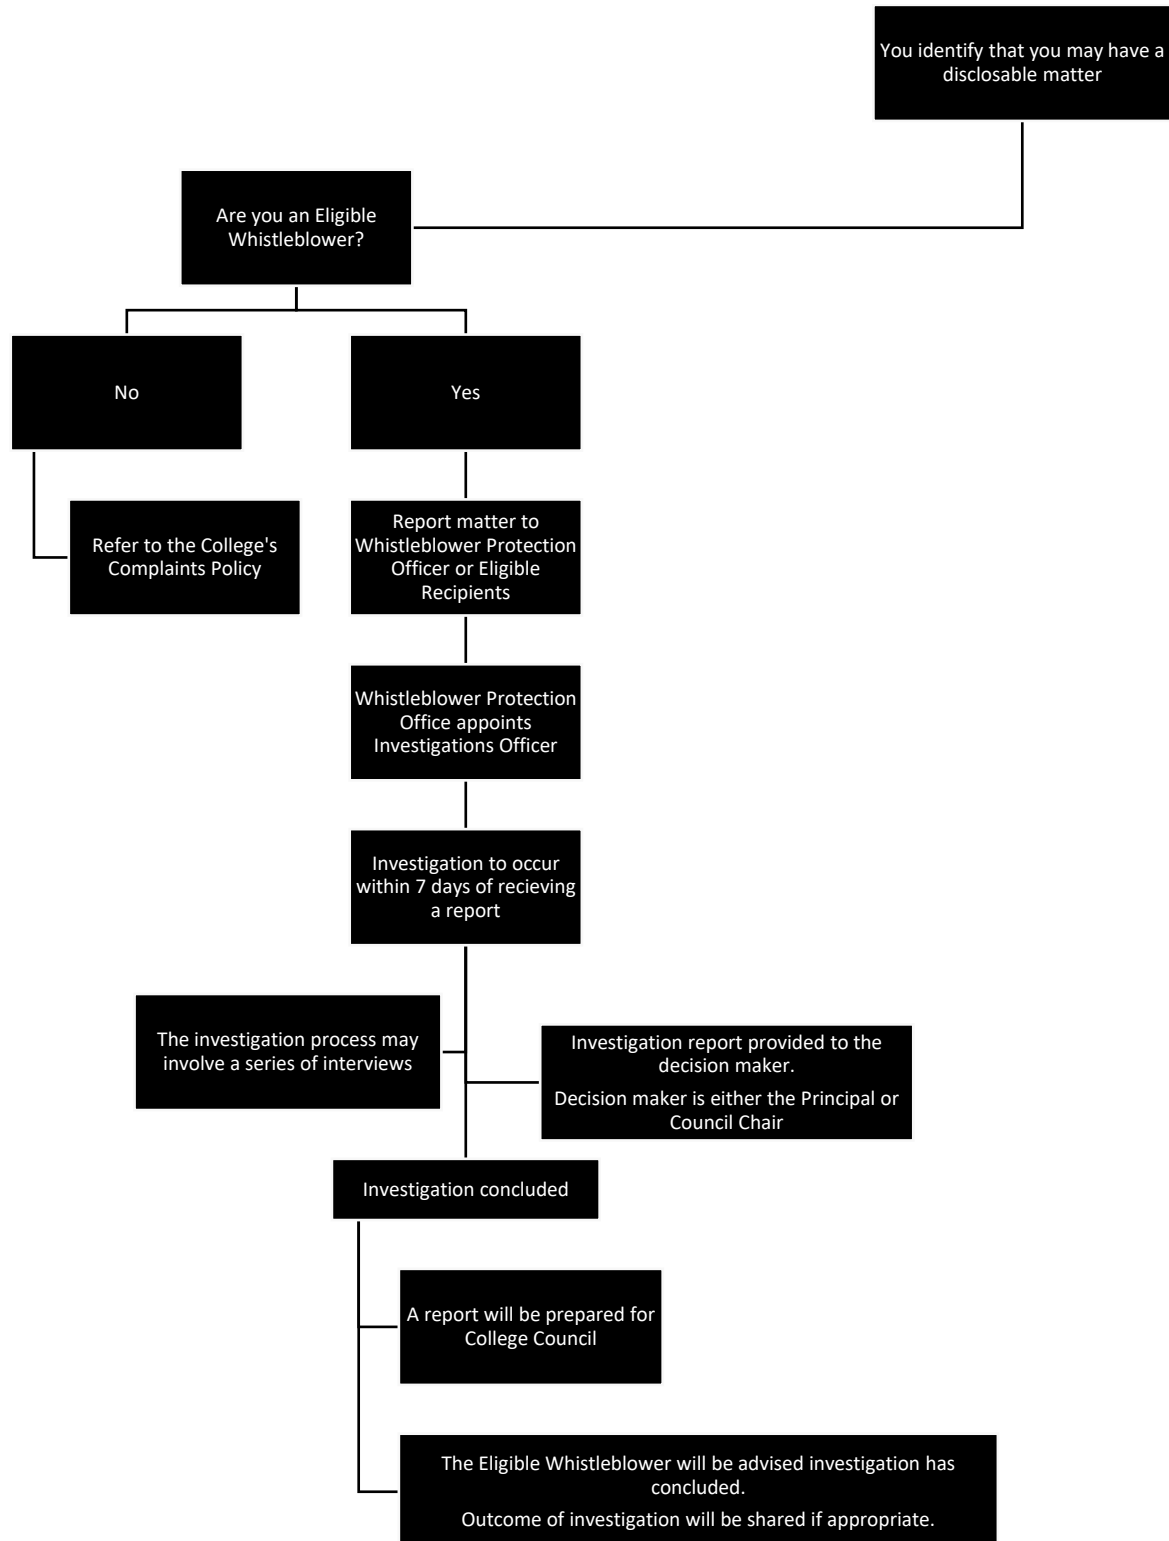 You identify that you may have a
disclosable matter
Are you an Eligible
Whistleblower?
No
Yes
Refer to the College's
Complaints Policy
Report matter to
Whistleblower Protection
Officer or Eligible
Recipients
Whistleblower Protection
Office appoints
Investigations Officer
Investigation to occur
within 7 days of recieving
a report
The investigation process may
involve a series of interviews
Investigation report provided to the
decision maker.
Decision maker is either the Principal or
Council Chair
Investigation concluded
A report will be prepared for
College Council
The Eligible Whistleblower will be advised investigation has
concluded.
Outcome of investigation will be shared if appropriate.